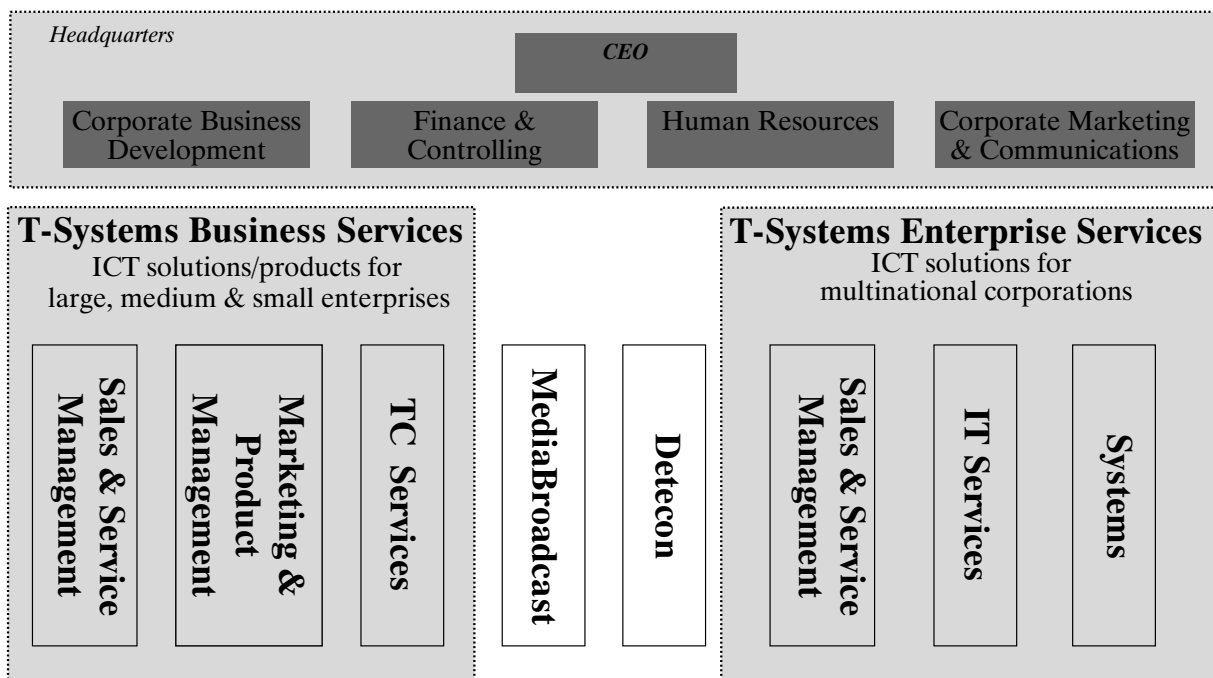 Headquarters
CEO
Corporate Business
Development
Finance &
Controlling
Human Resources
Corporate Marketing
& Communications
T-Systems Business Services
ICT solutions/products for
large, medium & small enterprises
T-Systems Enterprise Services
ICT solutions for
multinational corporations
Sales & Service
Management
Marketing &
Product
Management
TC Services
MediaBroadcast
Detecon
Sales & Service
Management
IT Services
Systems